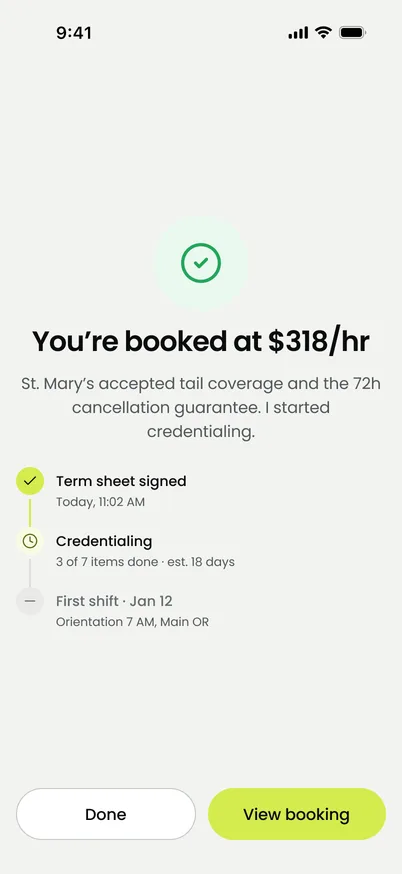 9:41
You're booked at $318/hr
St. Mary's accepted tail coverage and the 72h
cancellation guarantee. I started
credentialing.
Term sheet signed
Today, 11:02 AM
Credentialing
3 of 7 items done · est. 18 days
First shift · Jan 12
Orientation 7 AM, Main OR
Done
View booking